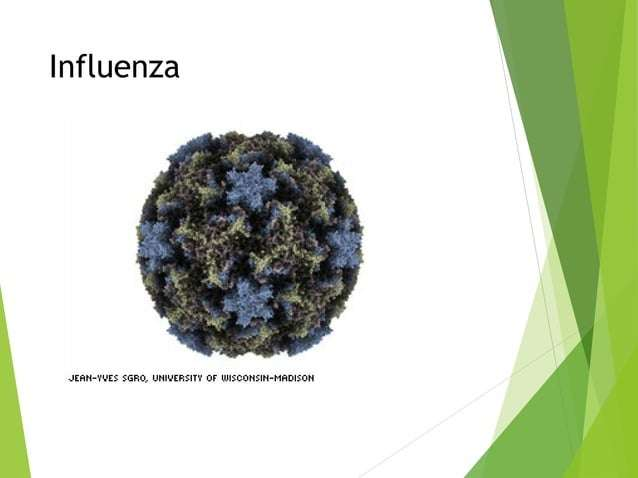 Influenza
JEAN-YVES SGRO, UNIVERSITY OF WISCONSIN-MADISON